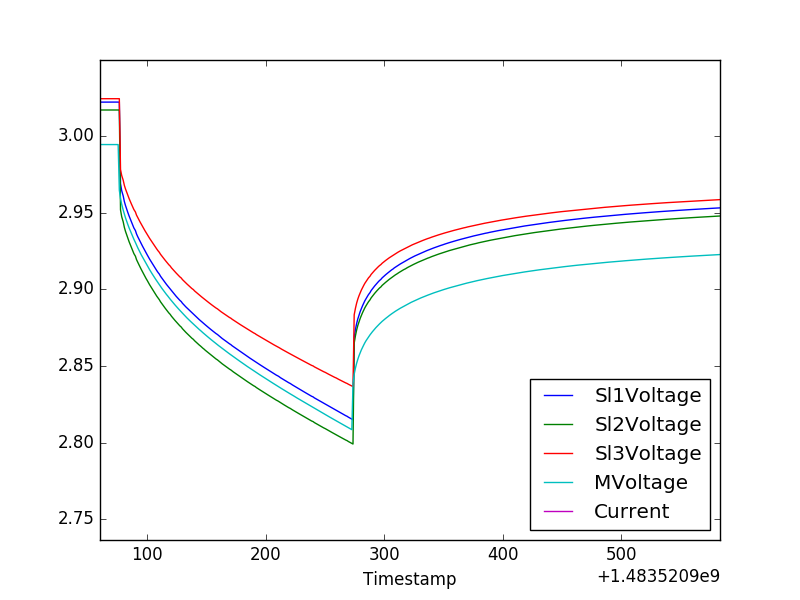 3.00
2.95
2.90
2.85
2.80
2.75
100 200 300 400 500
Timestamp
+1.4835209e9
Sl1Voltage
Sl2Voltage
Sl3Voltage
MVoltage
Current